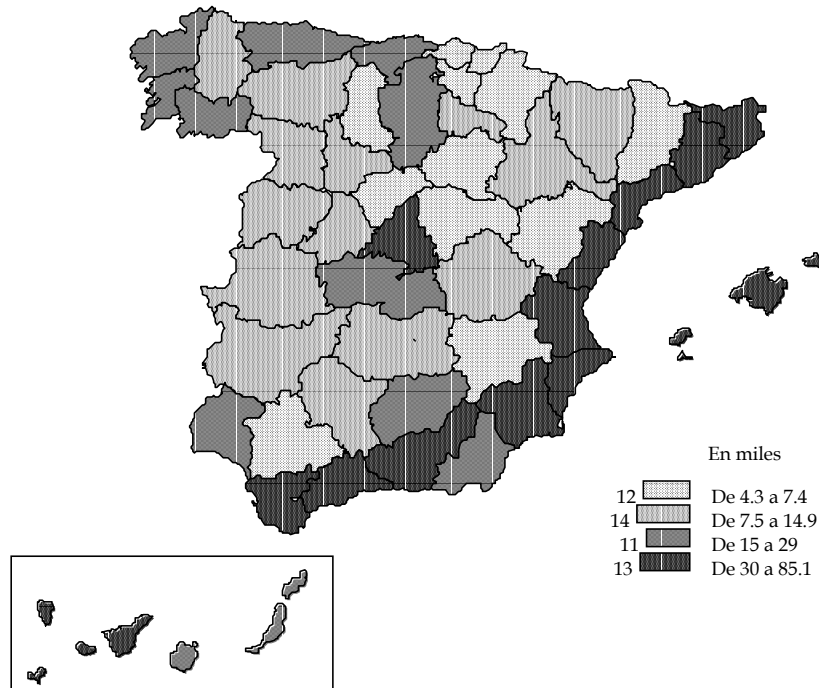 En miles
12 De 4.3 a 7.4
14 De 7.5 a 14.9
11 De 15 a 29
13 De 30 a 85.1